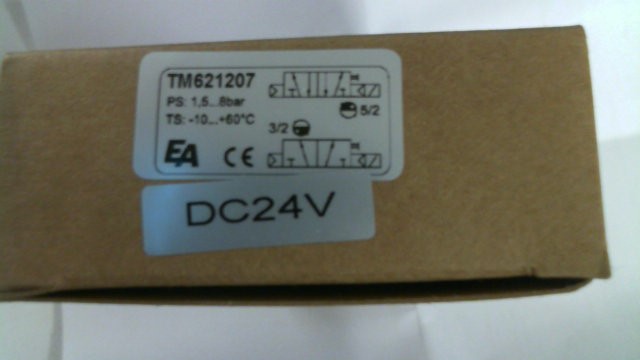 TM621207
PS: 1,5...8bar
5/2
TS: -10...+60°C
3/2
EA CE
DC24V